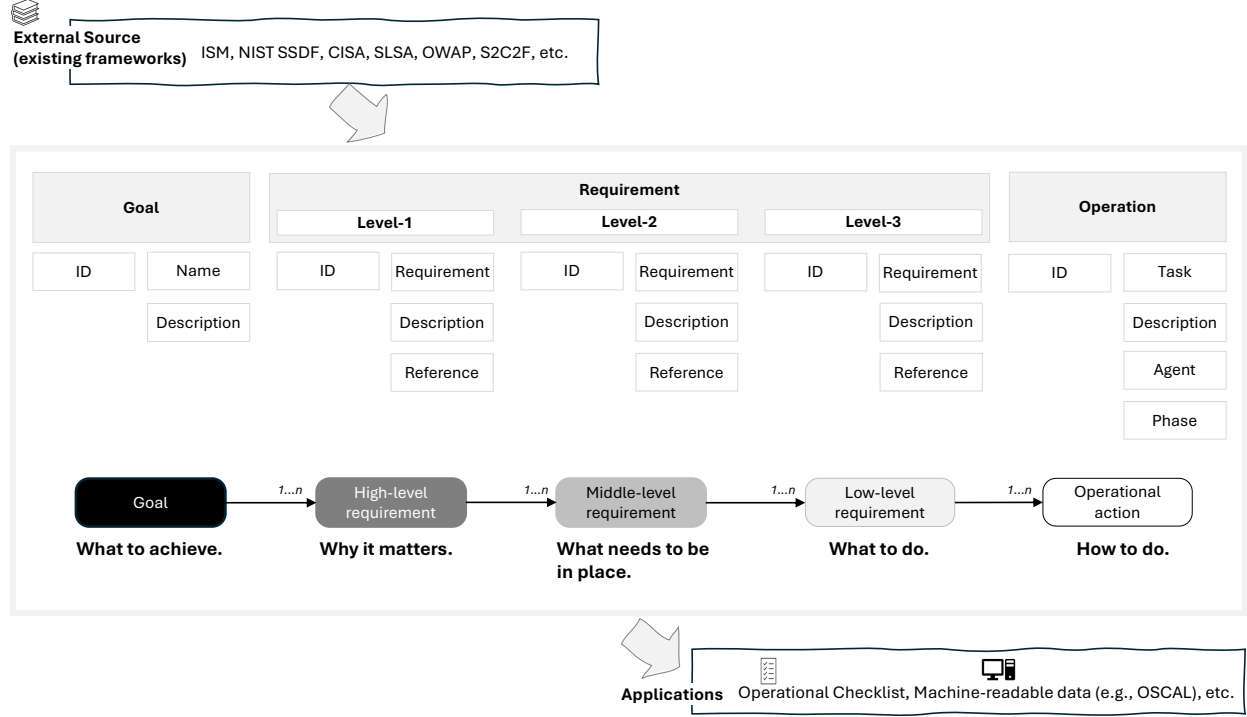 External Source
(existing frameworks)
ISM, NIST SSDF, CISA, SLSA, OWAP, S2C2F, etc.
Goal
Requirement
Operation
Level-1
Level-2
Level-3
ID
Name
ID
Requirement
ID
Requirement
ID
Requirement
ID
Task
Description
Description
Description
Description
Description
Reference
Reference
Reference
Agent
Phase
Goal
1...n
High-level
requirement
1...n
Middle-level
requirement
1...n
Low-level
requirement
1...n
Operational
action
What to achieve.
Why it matters.
What needs to be
in place.
What to do.
How to do.
Applications
Operational Checklist, Machine-readable data (e.g., OSCAL), etc.